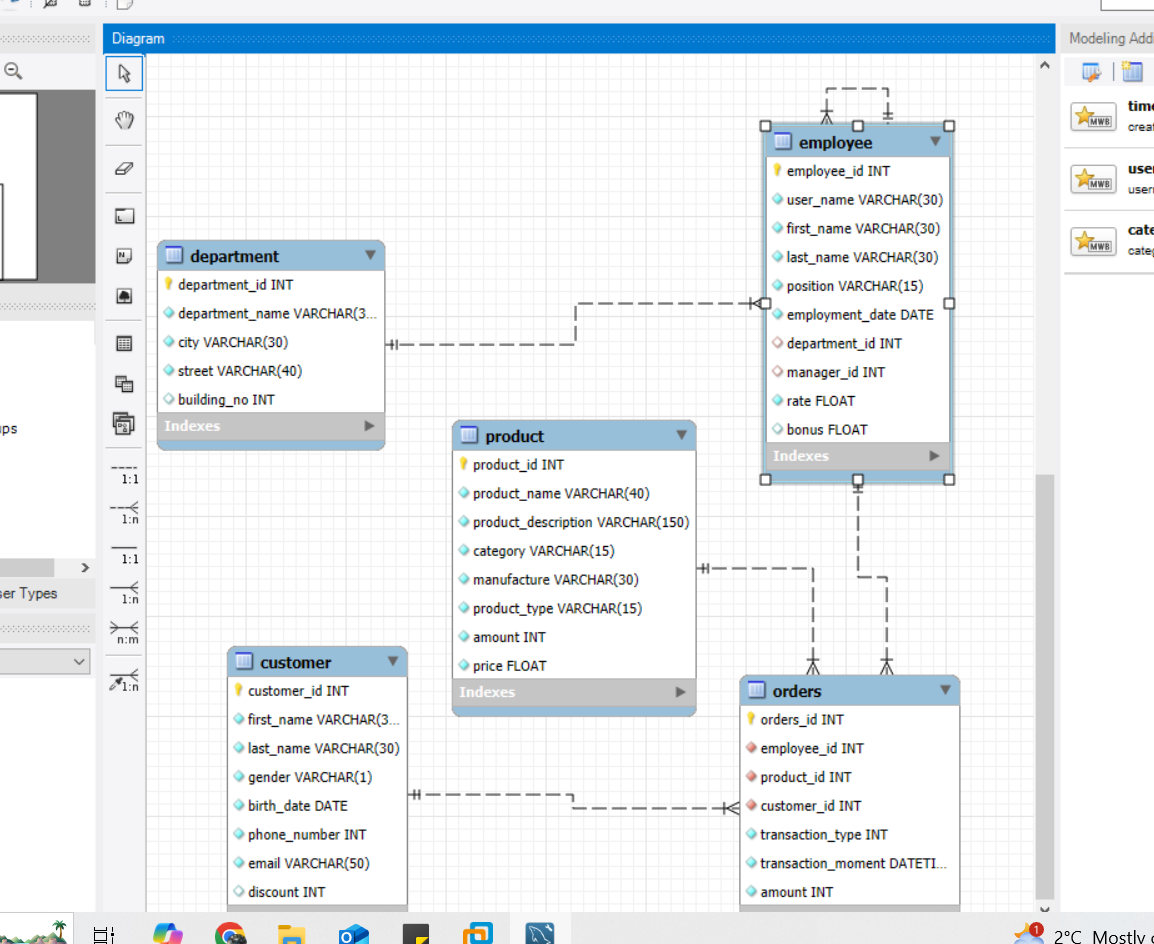 Diagram
Modeling Add
employee
employee_id INT
user_name VARCHAR(30)
first_name VARCHAR(30)
last_name VARCHAR(30)
position VARCHAR(15)
employment_date DATE
department_id INT
manager_id INT
rate FLOAT
bonus FLOAT
Indexes
department
department_id INT
department_name VARCHAR(3...
city VARCHAR(30)
street VARCHAR(40)
building_no INT
Indexes
product
product_id INT
product_name VARCHAR(40)
product_description VARCHAR(150)
category VARCHAR(15)
manufacture VARCHAR(30)
product_type VARCHAR(15)
amount INT
price FLOAT
Indexes
customer
customer_id INT
first_name VARCHAR(3...
last_name VARCHAR(30)
gender VARCHAR(1)
birth_date DATE
phone_number INT
email VARCHAR(50)
discount INT
orders
orders_id INT
employee_id INT
product_id INT
customer_id INT
transaction_type INT
transaction_moment DATETI...
amount INT
1:1
1:n
1:1
1:n
n:m
1:n
ups
ser Types
MWB
time
creat
MWB
user
usern
MWB
cate
categ
1
2°C Mostly c